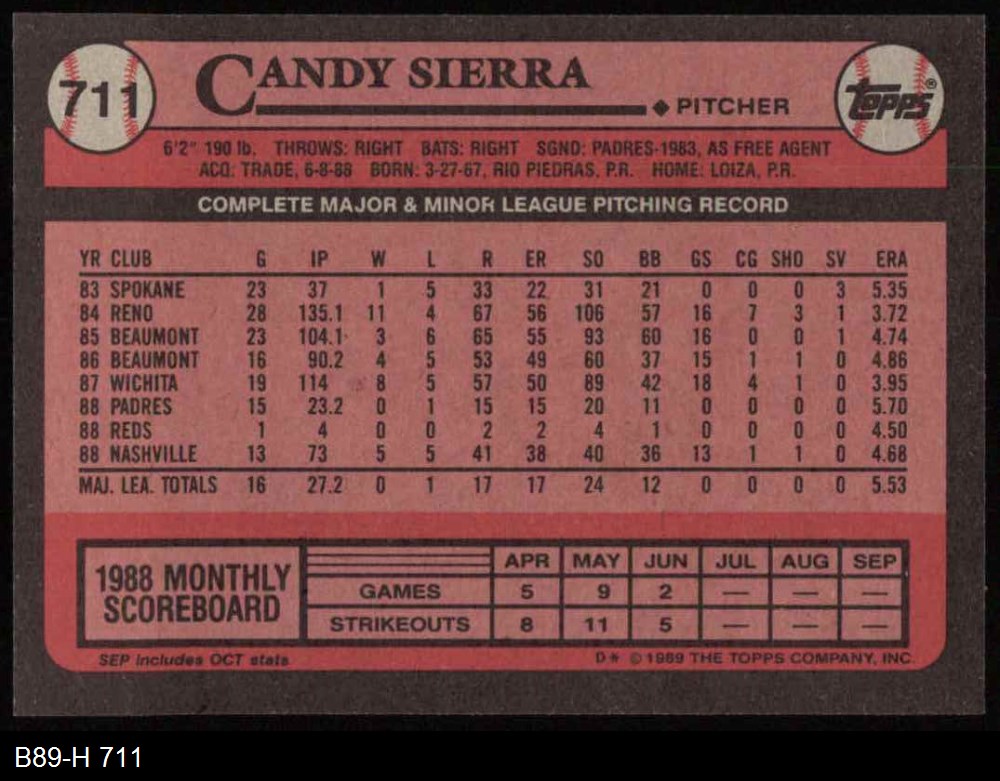 711 CANDY SIERRA ◆ PITCHER TOPPS®
6'2" 190 lb. THROWS: RIGHT BATS: RIGHT SGND: PADRES-1983, AS FREE AGENT
ACQ: TRADE, 6-8-88 BORN: 3-27-67, RIO PIEDRAS, P.R. HOME: LOIZA, P.R.
COMPLETE MAJOR & MINOR LEAGUE PITCHING RECORD
YR CLUB G IP W L R ER SO BB GS CG SHO SV ERA
83 SPOKANE 23 37 1 5 33 22 31 21 0 0 0 3 5.35
84 RENO 28 135.1 11 4 67 56 106 57 16 7 3 1 3.72
85 BEAUMONT 23 104.1 3 6 65 55 93 60 16 0 0 1 4.74
86 BEAUMONT 16 90.2 4 5 53 49 60 37 15 1 1 0 4.86
87 WICHITA 19 114 8 5 57 50 89 42 18 4 1 0 3.95
88 PADRES 15 23.2 0 1 15 15 20 11 0 0 0 0 5.70
88 REDS 1 4 0 0 2 2 4 1 0 0 0 0 4.50
88 NASHVILLE 13 73 5 5 41 38 40 36 13 1 1 0 4.68
MAJ. LEA. TOTALS 16 27.2 0 1 17 17 24 12 0 0 0 0 5.53
1988 MONTHLY SCOREBOARD
APR MAY JUN JUL AUG SEP
GAMES 5 9 2 — — —
STRIKEOUTS 8 11 5 — — —
SEP includes OCT stats D* © 1989 THE TOPPS COMPANY, INC.
B89-H 711